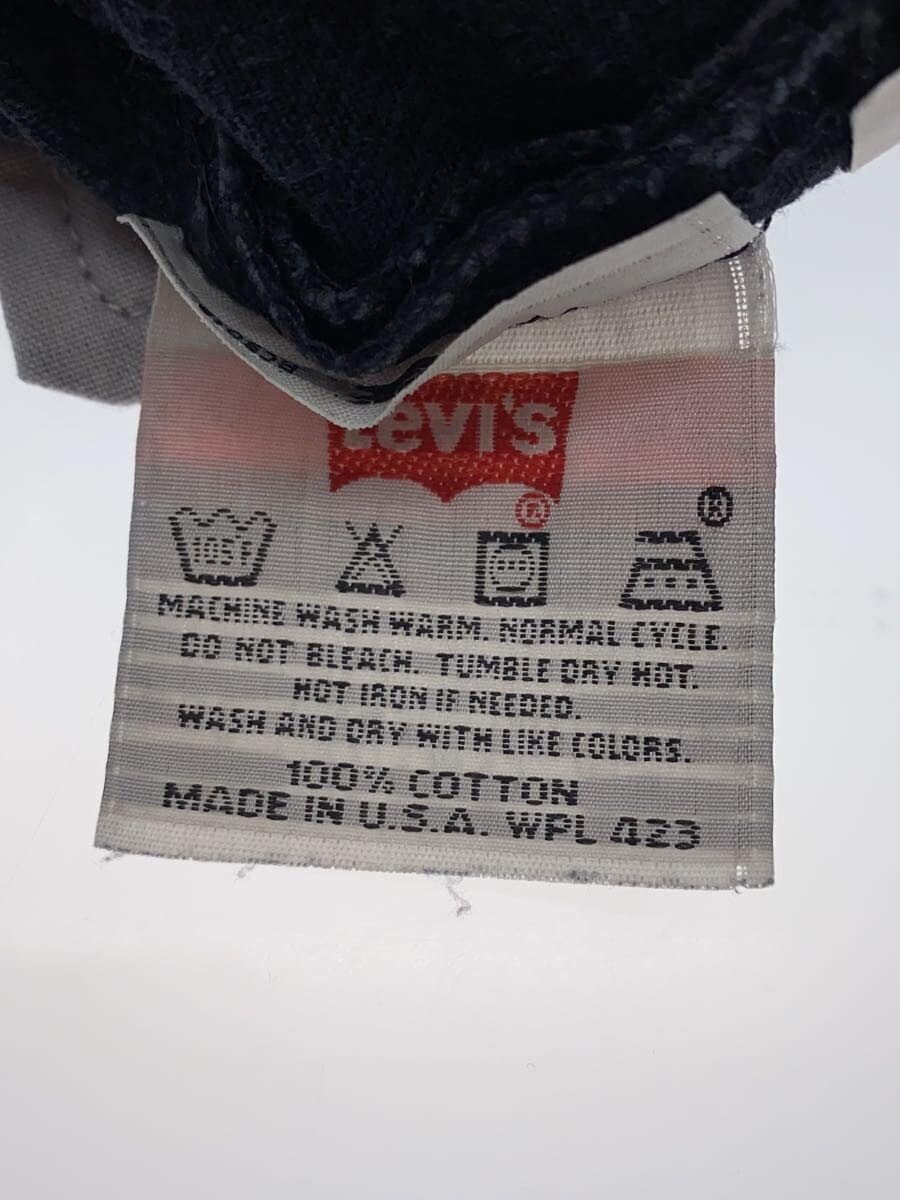 Levi's
®
®
105F
MACHINE WASH WARM. NORMAL CYCLE.
DO NOT BLEACH. TUMBLE DRY HOT.
HOT IRON IF NEEDED.
WASH AND DRY WITH LIKE COLORS.
100% COTTON
MADE IN U.S.A. WPL 423